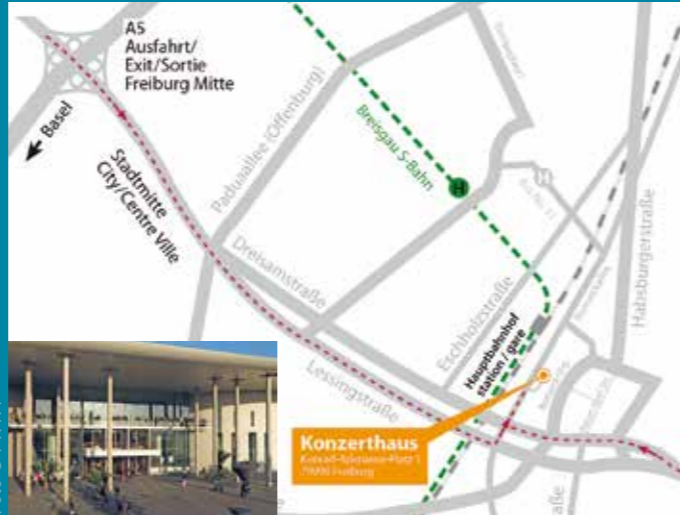 A5
Ausfahrt/
Exit/Sortie
Freiburg Mitte
Basel
Stadtmitte
City/Centre Ville
Paduaallee (Offenburg)
Breisgau S-Bahn
H
H
Dreisamstraße
Eschholzstraße
Habsburgerstraße
Hauptbahnhof
station / gare
Lessingstraße
Konzerthaus
Konrad-Adenauer-Platz 1
Freiburg